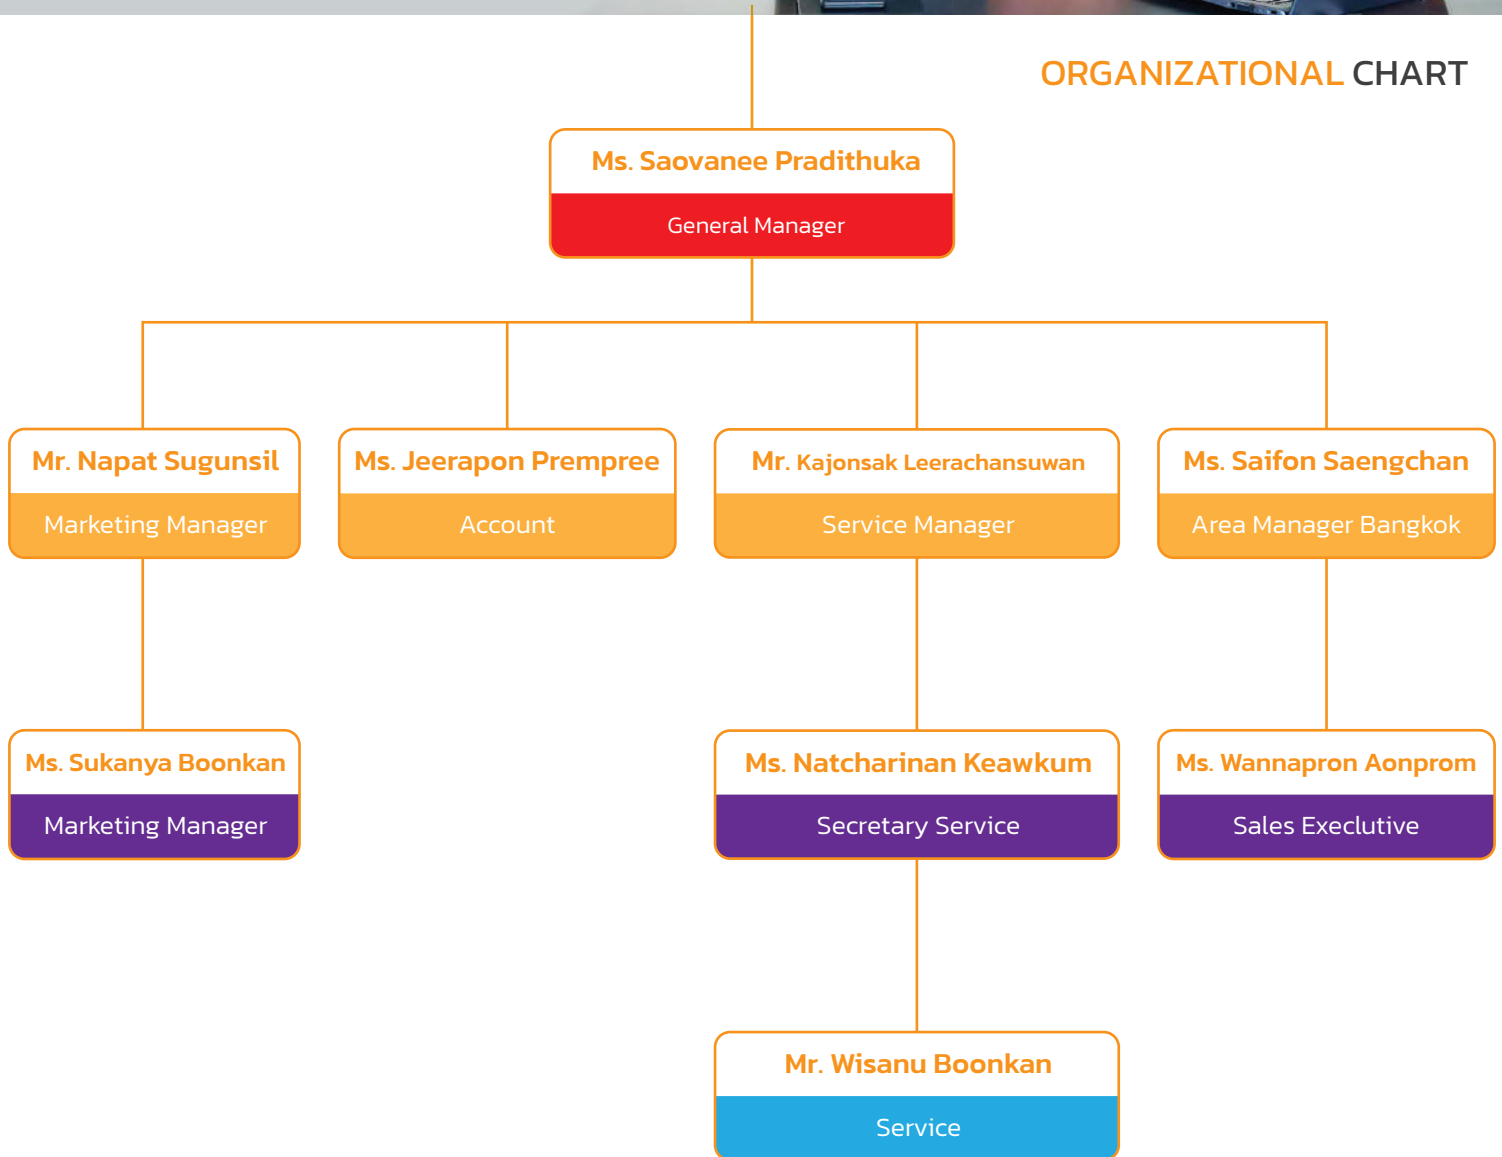 ORGANIZATIONAL CHART
Ms. Saovanee Pradithuka
General Manager
Mr. Napat Sugunsil
Marketing Manager
Ms. Jeerapon Prempree
Account
Mr. Kajonsak Leerachansuwan
Service Manager
Ms. Saifon Saengchan
Area Manager Bangkok
Ms. Sukanya Boonkan
Marketing Manager
Ms. Natcharinan Keawkum
Secretary Service
Ms. Wannapron Aonprom
Sales Execlutive
Mr. Wisanu Boonkan
Service